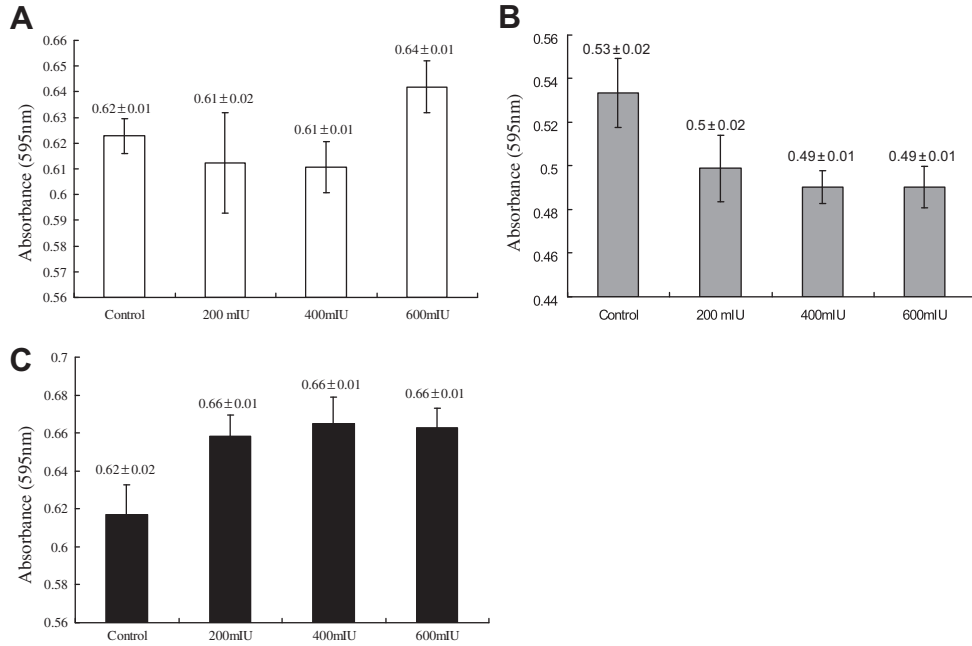 A
Absorbance (595nm)
0.66
0.65
0.64
0.63
0.62
0.61
0.6
0.59
0.58
0.57
0.56
0.62±0.01
0.61±0.02
0.61±0.01
0.64±0.01
Control
200 mIU
400mIU
600mIU
B
Absorbance (595nm)
0.56
0.54
0.52
0.5
0.48
0.46
0.44
0.53±0.02
0.5±0.02
0.49±0.01
0.49±0.01
Control
200 mIU
400mIU
600mIU
C
Absorbance (595nm)
0.7
0.68
0.66
0.64
0.62
0.6
0.58
0.56
0.62±0.02
0.66±0.01
0.66±0.01
0.66±0.01
Control
200mIU
400mIU
600mIU